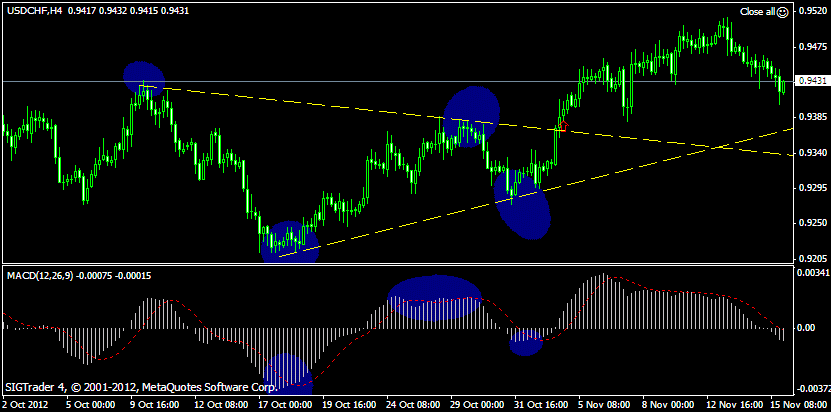 USDCHF,H4 0.9417 0.9432 0.9415 0.9431
Close all
0.9520
0.9475
0.9431
0.9385
0.9340
0.9295
0.9250
0.9205
MACD(12,26,9) -0.00075 -0.00015
0.00341
0.00
-0.00372
SIGTrader 4, © 2001-2012, MetaQuotes Software Corp.
2 Oct 2012 5 Oct 00:00 9 Oct 16:00 12 Oct 08:00 17 Oct 00:00 19 Oct 16:00 24 Oct 08:00 29 Oct 00:00 31 Oct 16:00 5 Nov 08:00 8 Nov 00:00 12 Nov 16:00 15 Nov 08:00